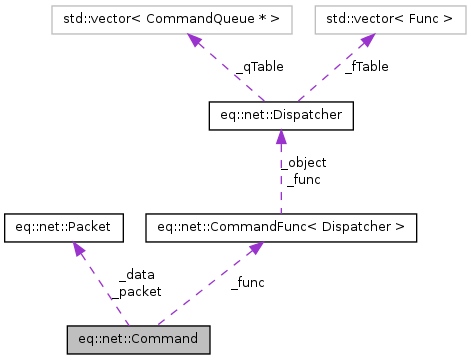 std::vector< CommandQueue * >
std::vector< Func >
_qTable
_fTable
eq::net::Dispatcher
_object
_func
eq::net::Packet
eq::net::CommandFunc< Dispatcher >
_data
_packet
_func
eq::net::Command